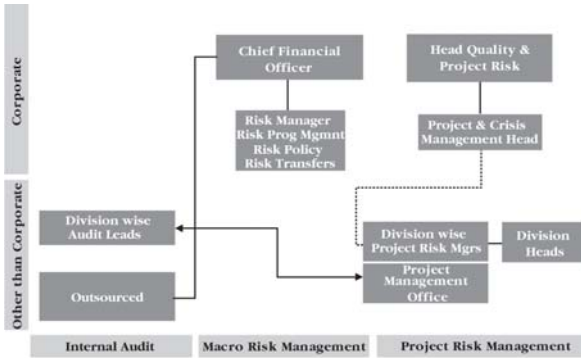 Corporate
Chief Financial
Officer
Head Quality &
Project Risk
Risk Manager
Risk Prog Mgmnt
Risk Policy
Risk Transfers
Project & Crisis
Management Head
Other than Corporate
Division wise
Audit Leads
Division wise
Project Risk Mgrs
Division
Heads
Project
Management
Office
Outsourced
Internal Audit
Macro Risk Management
Project Risk Management